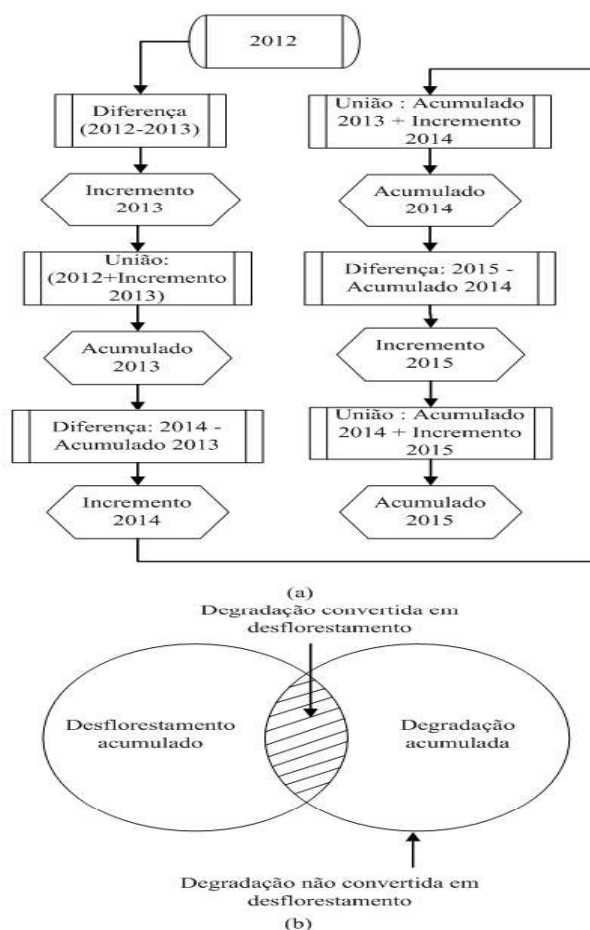 2012
Diferença
(2012-2013)
Incremento
2013
União:
(2012+Incremento
2013)
Acumulado
2013
Diferença: 2014 -
Acumulado 2013
Incremento
2014
União : Acumulado
2013 + Incremento
2014
Acumulado
2014
Diferença: 2015 -
Acumulado 2014
Incremento
2015
União : Acumulado
2014 + Incremento
2015
Acumulado
2015
(a)
Degradação convertida em
desflorestamento
Desflorestamento
acumulado
Degradação
acumulada
Degradação não convertida em
desflorestamento
(b)